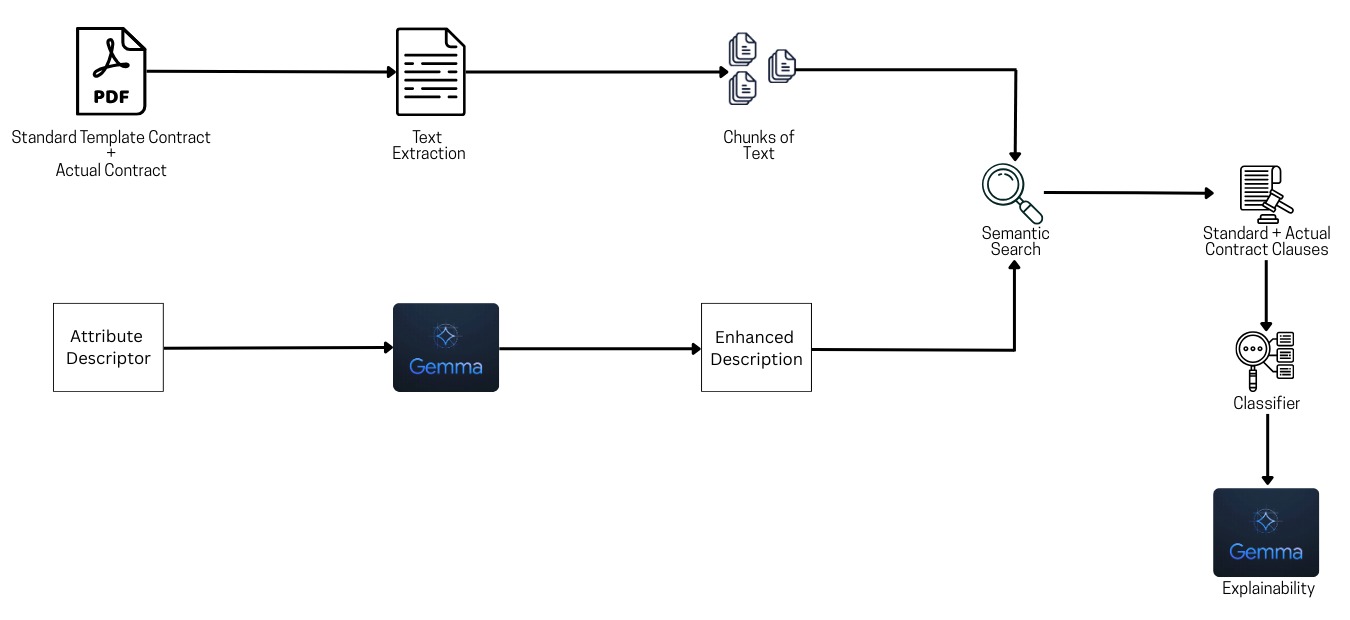 PDF
Standard Template Contract
+
Actual Contract
Text
Extraction
Chunks of
Text
Semantic
Search
Standard + Actual
Contract Clauses
Attribute
Descriptor
Gemma
Enhanced
Description
Classifier
Gemma
Explainability